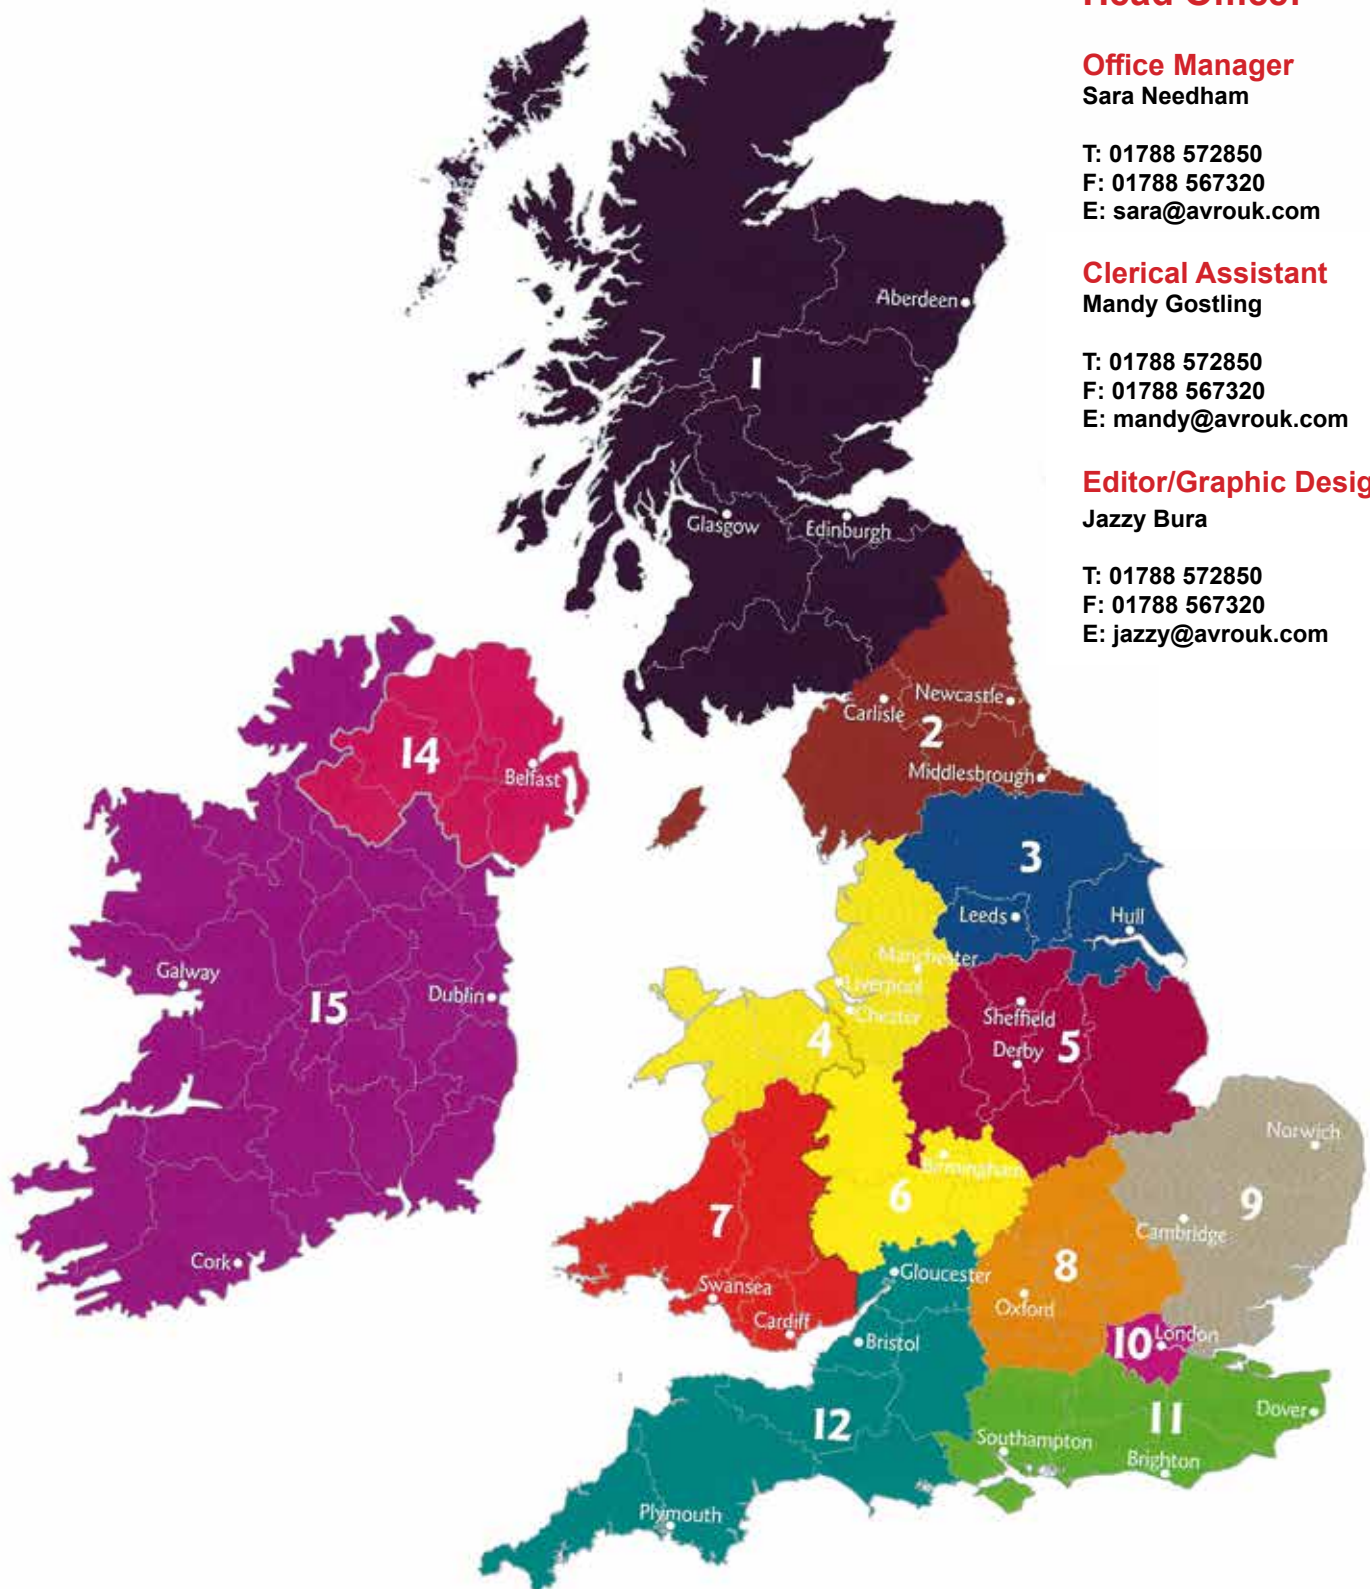 Office Manager
Sara Needham
T: 01788 572850
F: 01788 567320
E: sara@avrouk.com
Clerical Assistant
Mandy Gostling
T: 01788 572850
F: 01788 567320
E: mandy@avrouk.com
Editor/Graphic Desig
Jazzy Bura
T: 01788 572850
F: 01788 567320
E: jazzy@avrouk.com
Aberdeen
1
Glasgow
Edinburgh
Newcastle
Carlisle
2
Middlesbrough
14
Belfast
3
Leeds
Hull
Manchester
Liverpool
Chester
Galway
Dublin
15
Sheffield
4
Derby
5
Norwich
Birmingham
6
9
7
Cambridge
Cork
Gloucester
8
Swansea
Oxford
Cardiff
Bristol
10
London
12
11
Dover
Southampton
Brighton
Plymouth